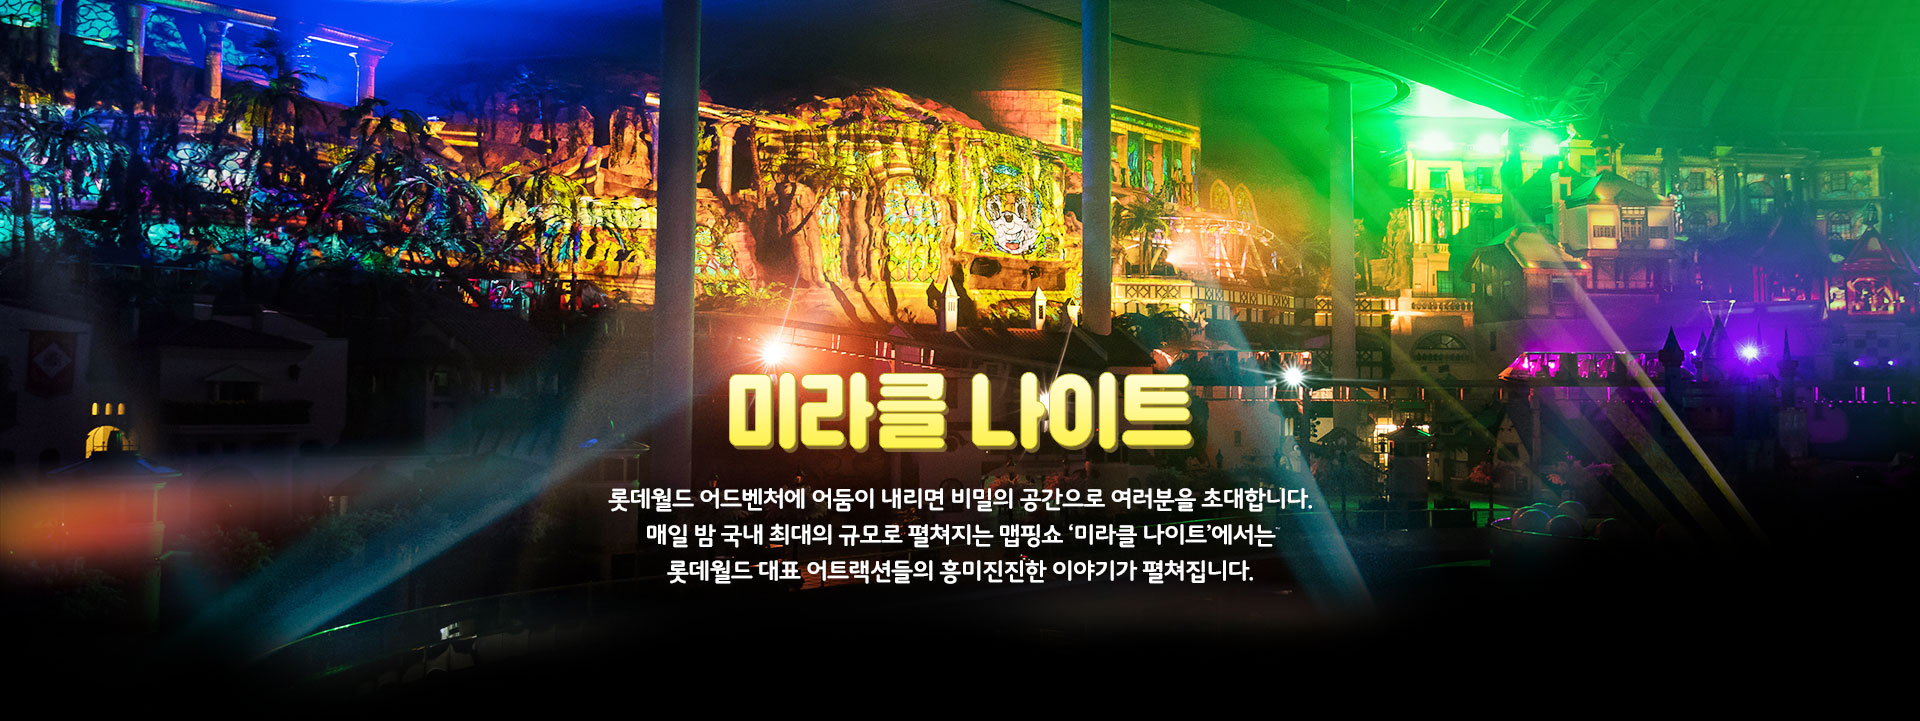 미라클 나이트
롯데월드 어드벤처에 어둠이 내리면 비밀의 공간으로 여러분을 초대합니다.
매일 밤 국내 최대의 규모로 펼쳐지는 맵핑쇼 ‘미라클 나이트’에서는
롯데월드 대표 어트랙션들의 흥미진진한 이야기가 펼쳐집니다.